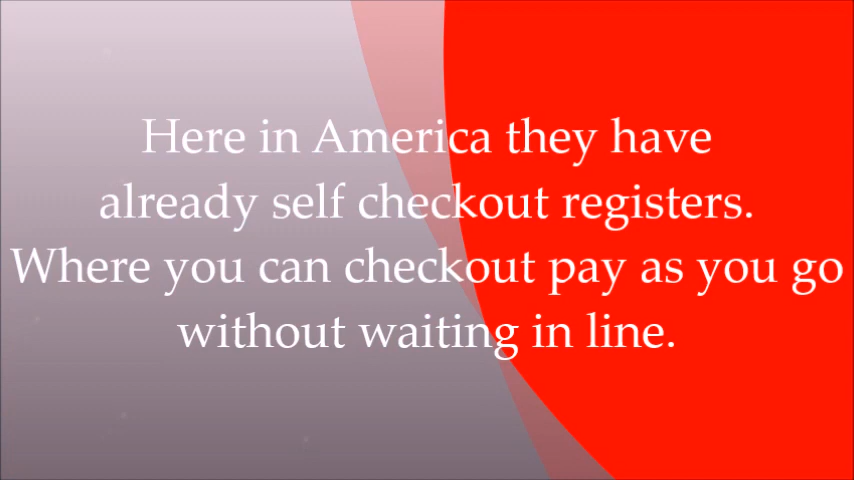 Here in America they have
already self checkout registers.
Where you can checkout pay as you go
without waiting in line.